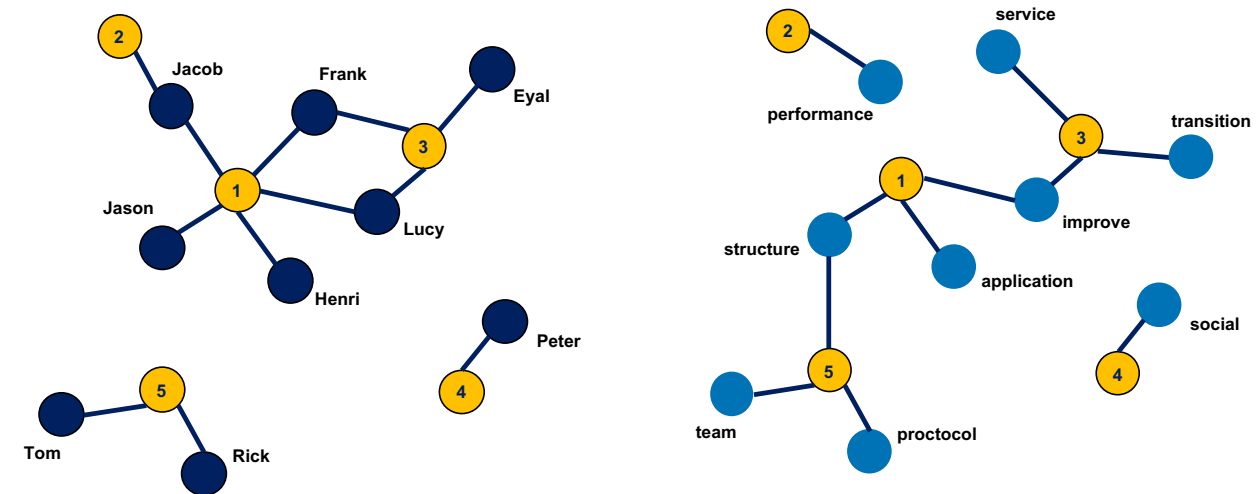 2
Jacob
Frank
Eyal
3
1
Jason
Lucy
Henri
Peter
4
5
Tom
Rick
service
2
performance
transition
3
1
improve
structure
application
social
4
5
team
proctocol